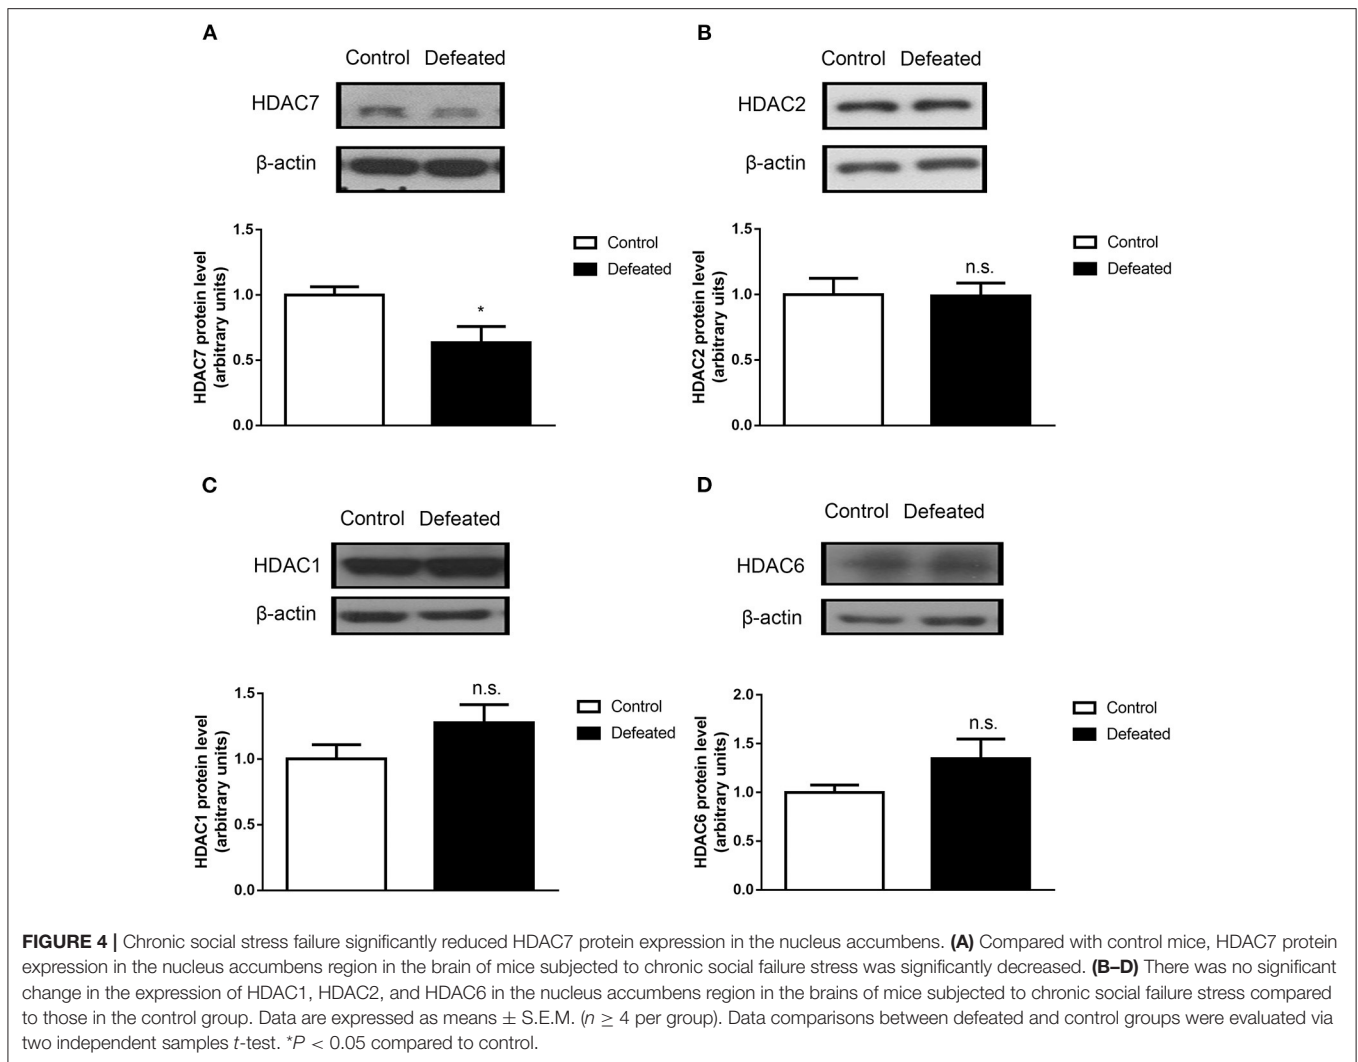 A
Control Defeated
HDAC7
β-actin
1.5
1.0
0.5
0.0
HDAC7 protein level
(arbitrary units)
*
Control
Defeated
B
Control Defeated
HDAC2
β-actin
1.5
1.0
0.5
0.0
HDAC2 protein level
(arbitrary uits)
n.s.
Control
Defeated
C
Control Defeated
HDAC1
β-actin
1.5
1.0
0.5
0.0
HDAC1 protein level
(arbitrary units)
n.s.
Control
Defeated
D
Control Defeated
HDAC6
β-actin
2.0
1.5
1.0
0.5
0.0
HDAC6 protein level
(arbitrary units)
n.s.
Control
Defeated
FIGURE 4 | Chronic social stress failure significantly reduced HDAC7 protein expression in the nucleus accumbens. (A) Compared with control mice, HDAC7 protein
expression in the nucleus accumbens region in the brain of mice subjected to chronic social failure stress was significantly decreased. (B–D) There was no significant
change in the expression of HDAC1, HDAC2, and HDAC6 in the nucleus accumbens region in the brains of mice subjected to chronic social failure stress compared
to those in the control group. Data are expressed as means ± S.E.M. (n ≥ 4 per group). Data comparisons between defeated and control groups were evaluated via
two independent samples t-test. *P < 0.05 compared to control.